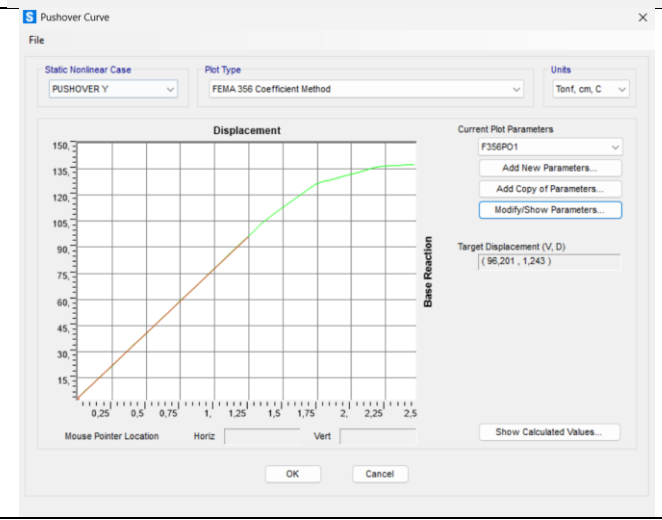 S Pushover Curve
File
Static Nonlinear Case
PUSHOVER Y
Plot Type
FEMA 356 Coefficient Method
Units
Tonf, cm, C
Displacement
150,
135,
120,
105,
90,
75,
60,
45,
30,
15,
0,25 0,5 0,75 1, 1,25 1,5 1,75 2, 2,25 2,5
Base Reaction
Mouse Pointer Location Horiz Vert
Current Plot Parameters
F356PO1
Add New Parameters...
Add Copy of Parameters...
Modify/Show Parameters...
Target Displacement (V, D)
( 96,201 , 1,243 )
Show Calculated Values...
OK Cancel